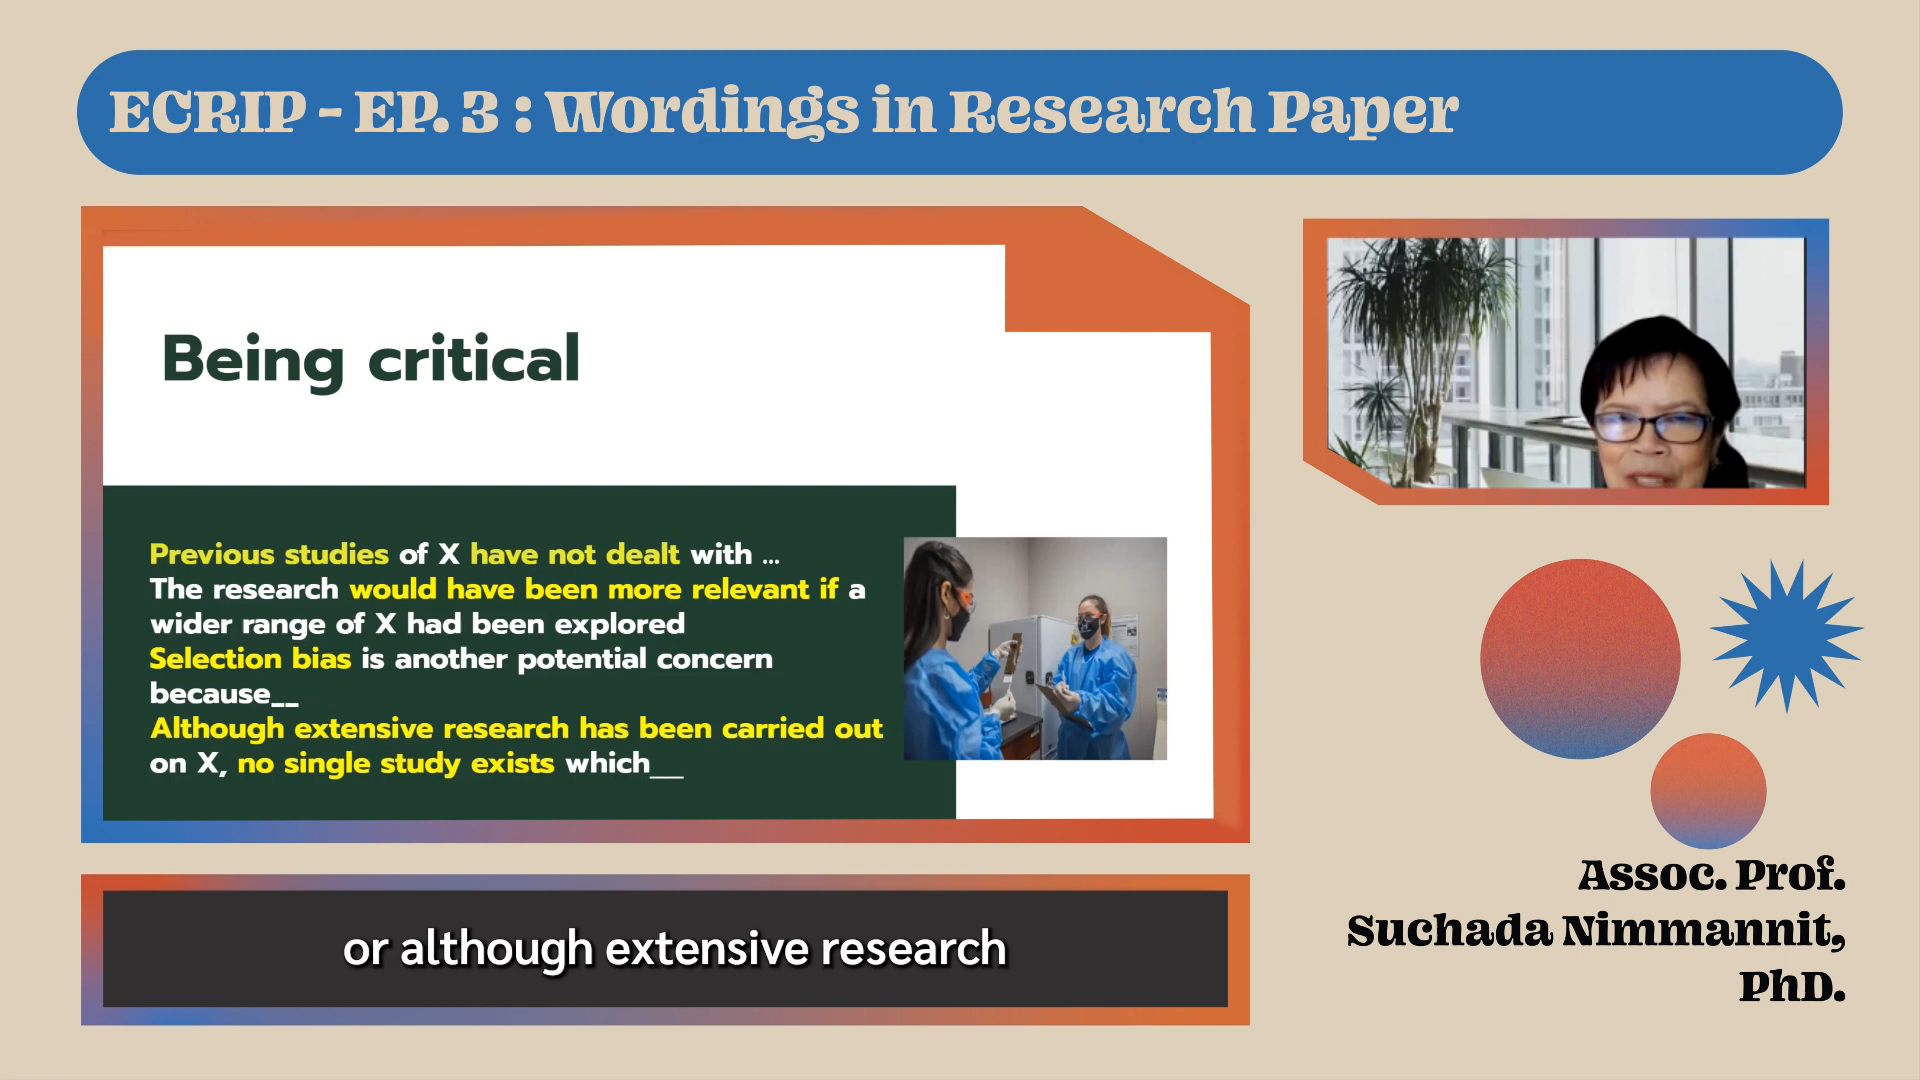 ECRIP - EP. 3 : Wordings in Research Paper
Being critical
Previous studies of X have not dealt with ...
The research would have been more relevant if a
wider range of X had been explored
Selection bias is another potential concern
because__
Although extensive research has been carried out
on X, no single study exists which__
or although extensive research
Assoc. Prof.
Suchada Nimmannit,
PhD.